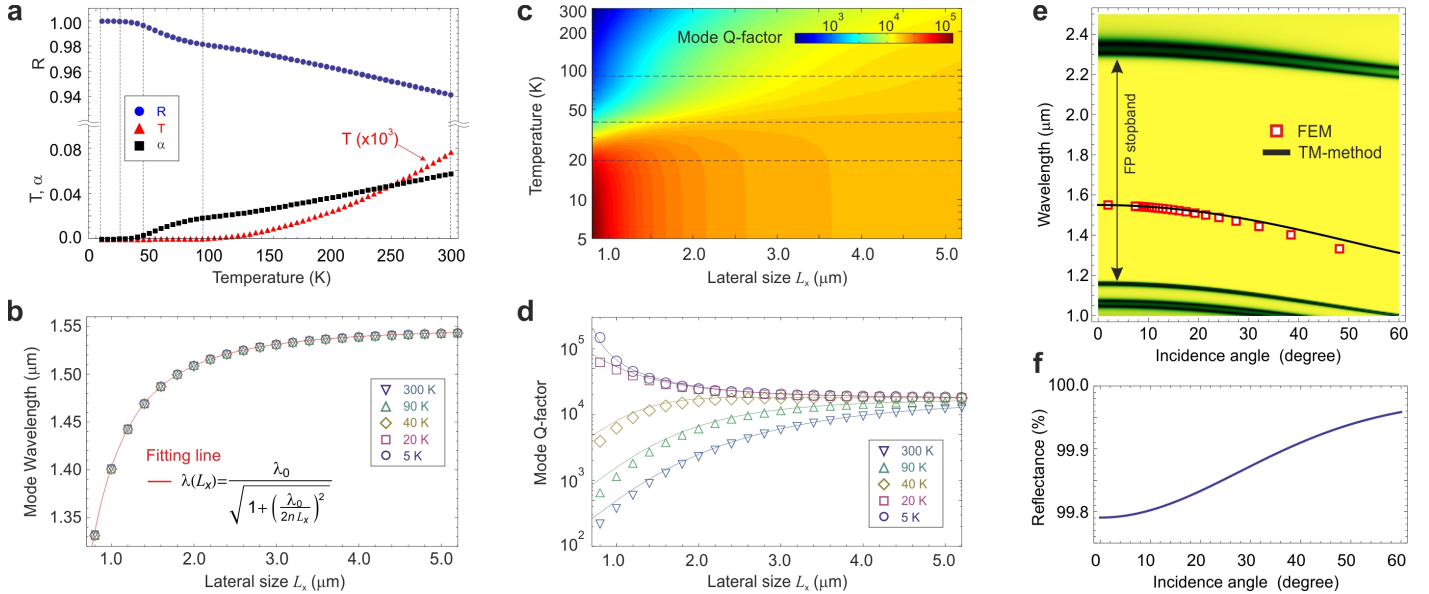 a
1.00
0.98
0.96
0.94
R
R
T
α
T (x10³)
0.08
0.04
0.0
T, α
0
10
50
100
150
200
250
300
Temperature (K)
b
1.55
1.50
1.45
1.40
1.35
Mode Wavelength (μm)
300 K
90 K
40 K
20 K
5 K
Fitting line
λ(Lₓ)=λ₀/√(1+(λ₀/2nLₓ)²)
1.0
2.0
3.0
4.0
5.0
Lateral size Lₓ (μm)
c
300
200
100
50
20
10
5
Temperature (K)
Mode Q-factor
10³
10⁴
10⁵
1.0
2.0
3.0
4.0
5.0
Lateral size Lₓ (μm)
d
10⁵
10⁴
10³
10²
Mode Q-factor
300 K
90 K
40 K
20 K
5 K
1.0
2.0
3.0
4.0
5.0
Lateral size Lₓ (μm)
e
2.4
2.2
2.0
1.8
1.6
1.4
1.2
1.0
Wavelength (μm)
FP stopband
FEM
TM-method
0
10
20
30
40
50
60
Incidence angle (degree)
f
100.0
99.9
99.8
Reflectance (%)
0
10
20
30
40
50
60
Incidence angle (degree)